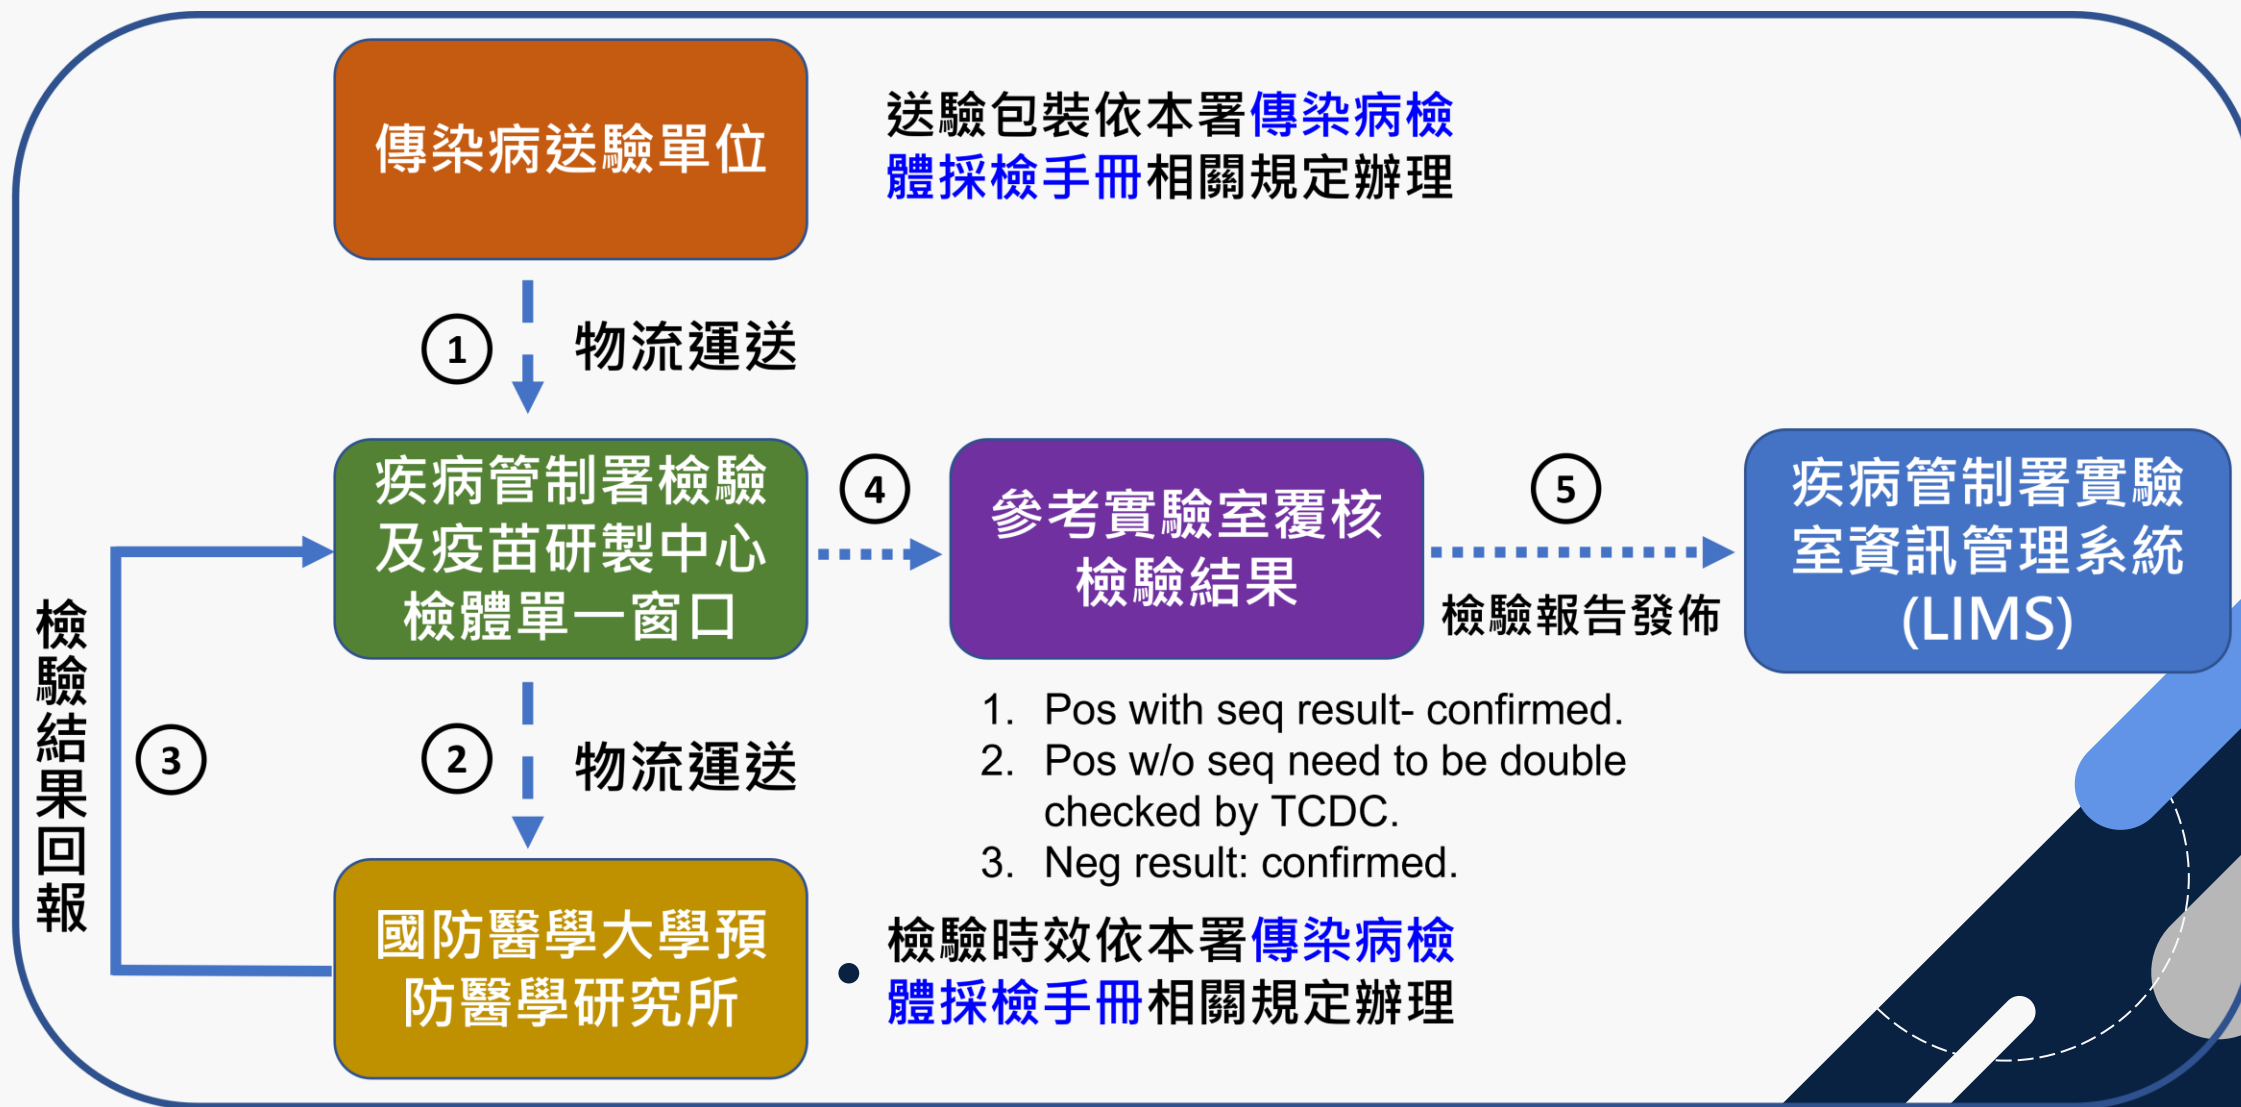 傳染病送驗單位
送驗包裝依本署傳染病檢
體採檢手冊相關規定辦理
1
物流運送
疾病管制署檢驗
及疫苗研製中心
檢體單一窗口
4
參考實驗室覆核
檢驗結果
5
檢驗報告發佈
疾病管制署實驗
室資訊管理系統
(LIMS)
檢驗結果回報
3
2
物流運送
1. Pos with seq result- confirmed.
2. Pos w/o seq need to be double
checked by TCDC.
3. Neg result: confirmed.
國防醫學大學預
防醫學研究所
• 檢驗時效依本署傳染病檢
體採檢手冊相關規定辦理